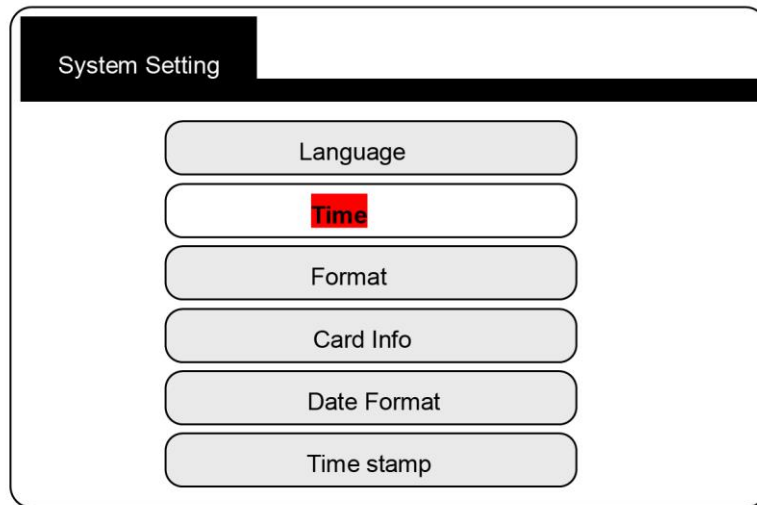 System Setting
Language
Time
Format
Card Info
Date Format
Time stamp